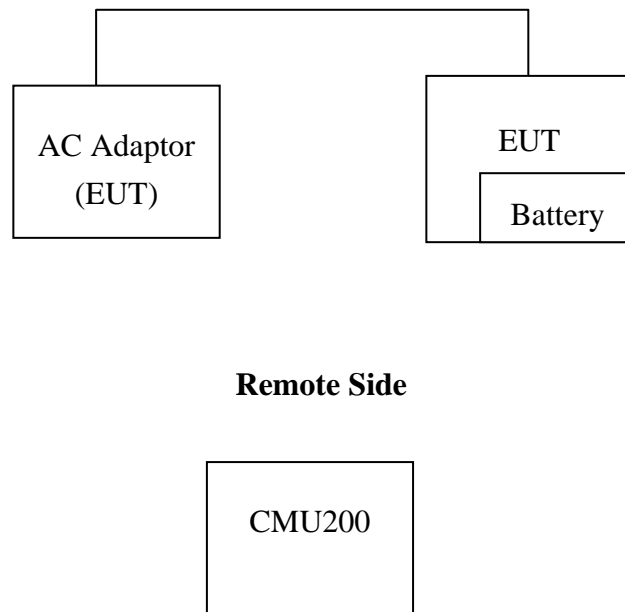 AC Adaptor
(EUT)
EUT
Battery
Remote Side
CMU200